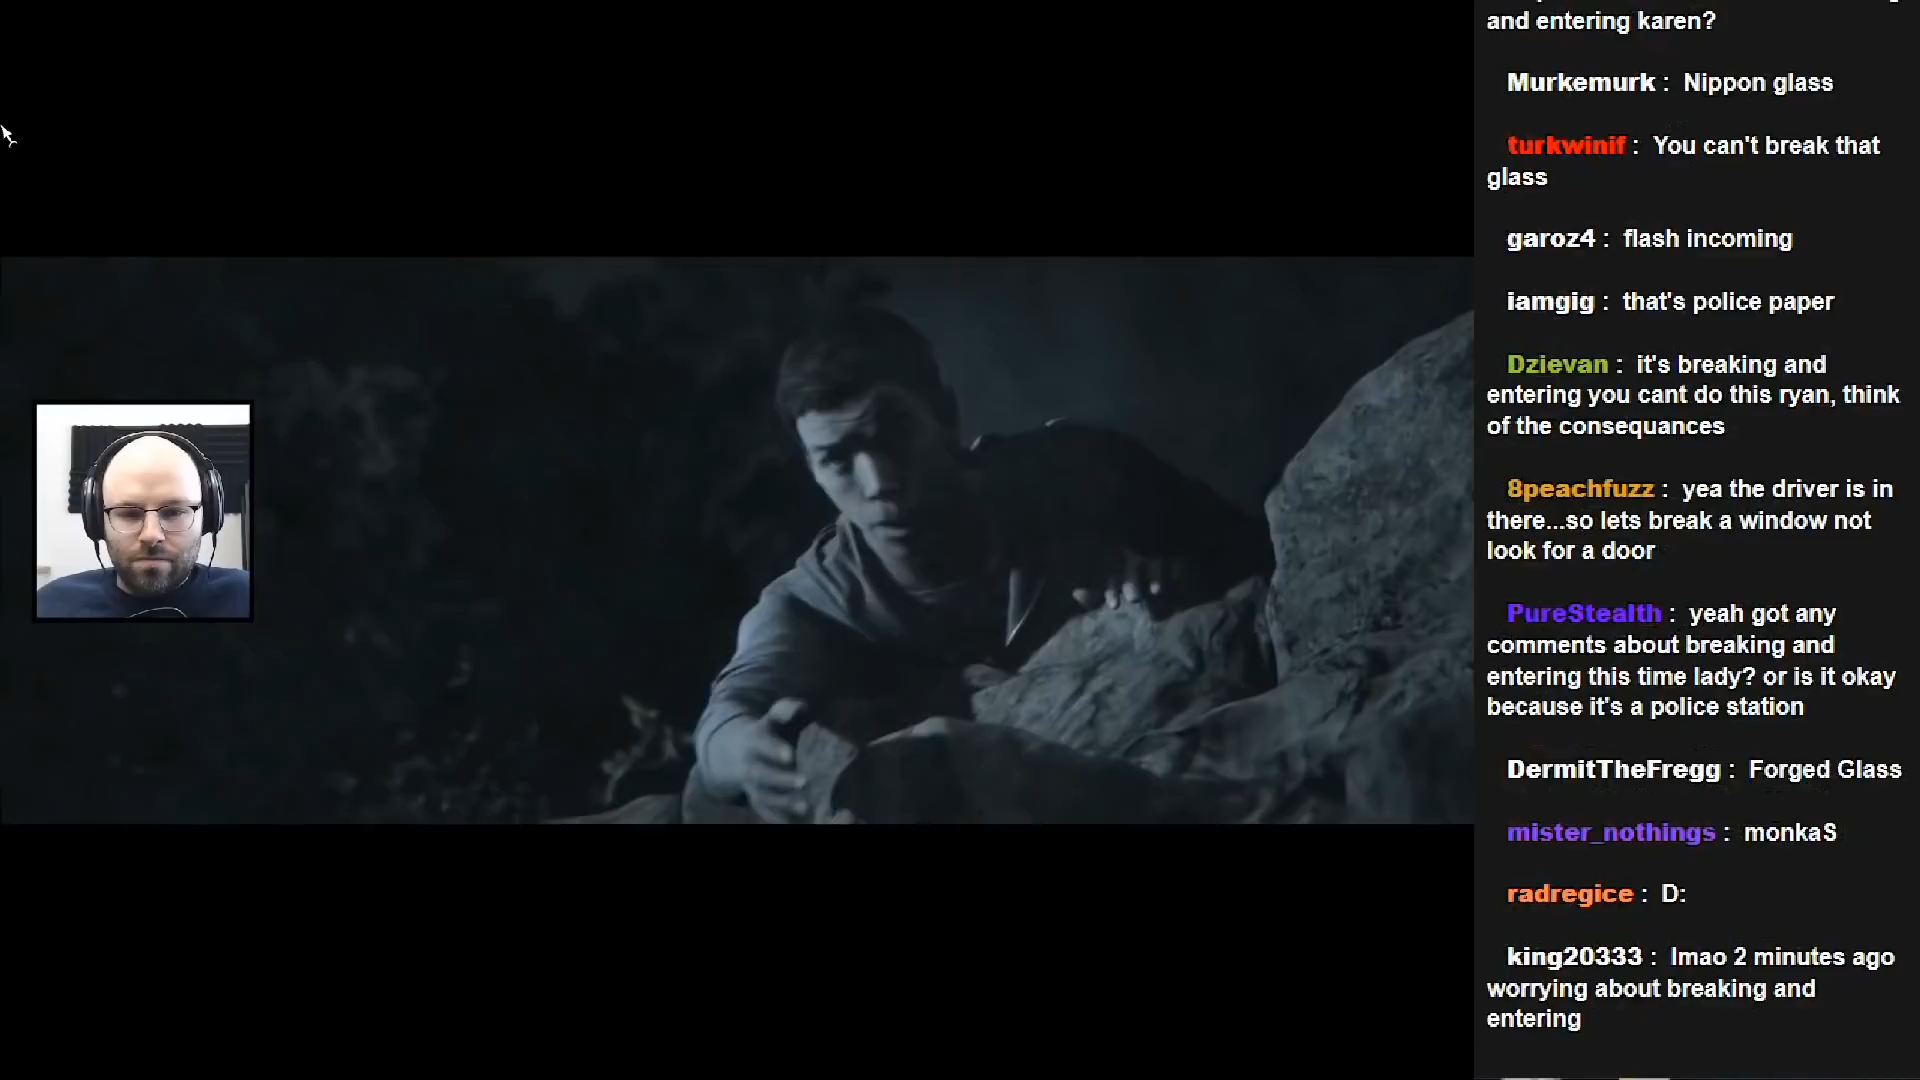 and entering karen?
Murkemurk : Nippon glass
turkwinif : You can't break that
glass
garoz4 : flash incoming
iamgig : that's police paper
Dzievan : it's breaking and
entering you cant do this ryan, think
of the consequances
8peachfuzz : yea the driver is in
there...so lets break a window not
look for a door
PureStealth : yeah got any
comments about breaking and
entering this time lady? or is it okay
because it's a police station
DermitTheFregg : Forged Glass
mister_nothings : monkaS
radregice : D:
king20333 : lmao 2 minutes ago
worrying about breaking and
entering